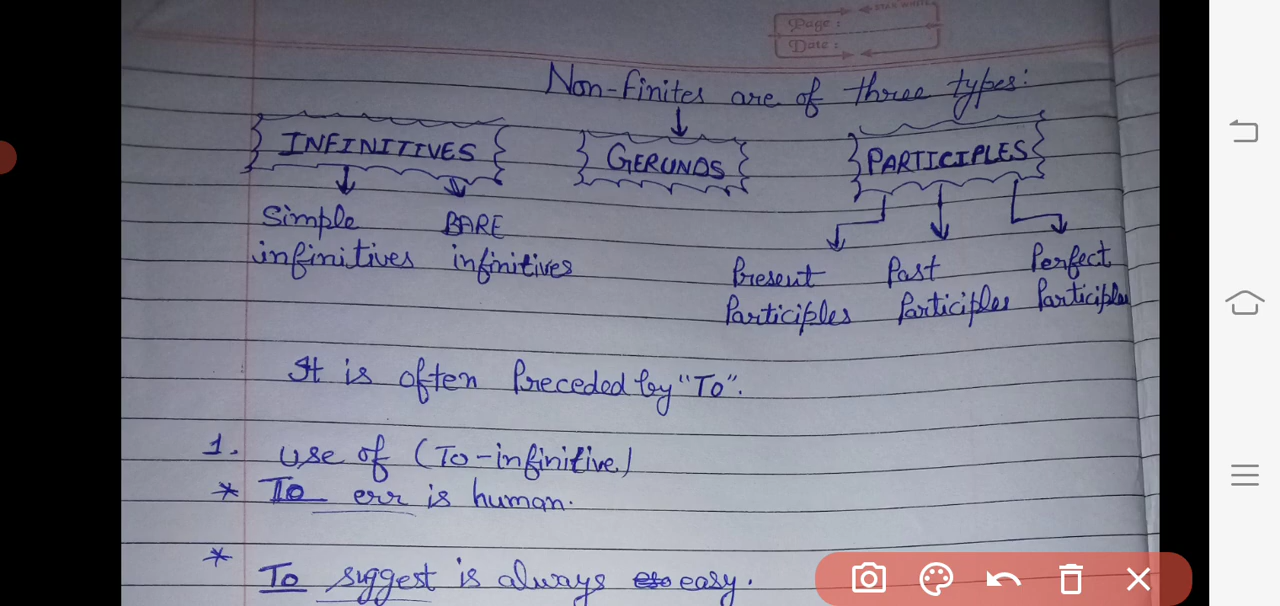 STAR WRITE
Page :
Date :
Non-finites are of three types:
INFINITIVES GERUNDS PARTICIPLES
Simple infinitives
BARE infinitives
Present Participles
Past Participles
Perfect Participles
It is often Preceded by "To".
1. use of (To-infinitive)
* To err is human.
*
To suggest is always easy.